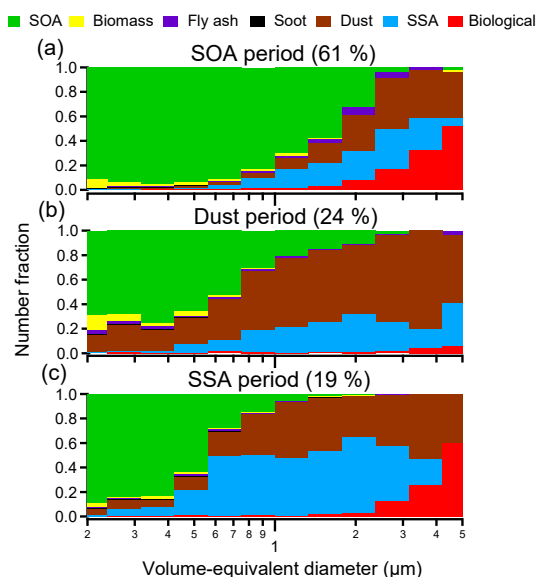 SOA Biomass Fly ash Soot Dust SSA Biological
(a) SOA period (61 %)
1.0
0.8
0.6
0.4
0.2
0.0
(b) Dust period (24 %)
1.0
0.8
0.6
0.4
0.2
0.0
Number fraction
(c) SSA period (19 %)
1.0
0.8
0.6
0.4
0.2
0.0
2 3 4 5 6 7 8 9 1 2 3 4 5
Volume-equivalent diameter (µm)